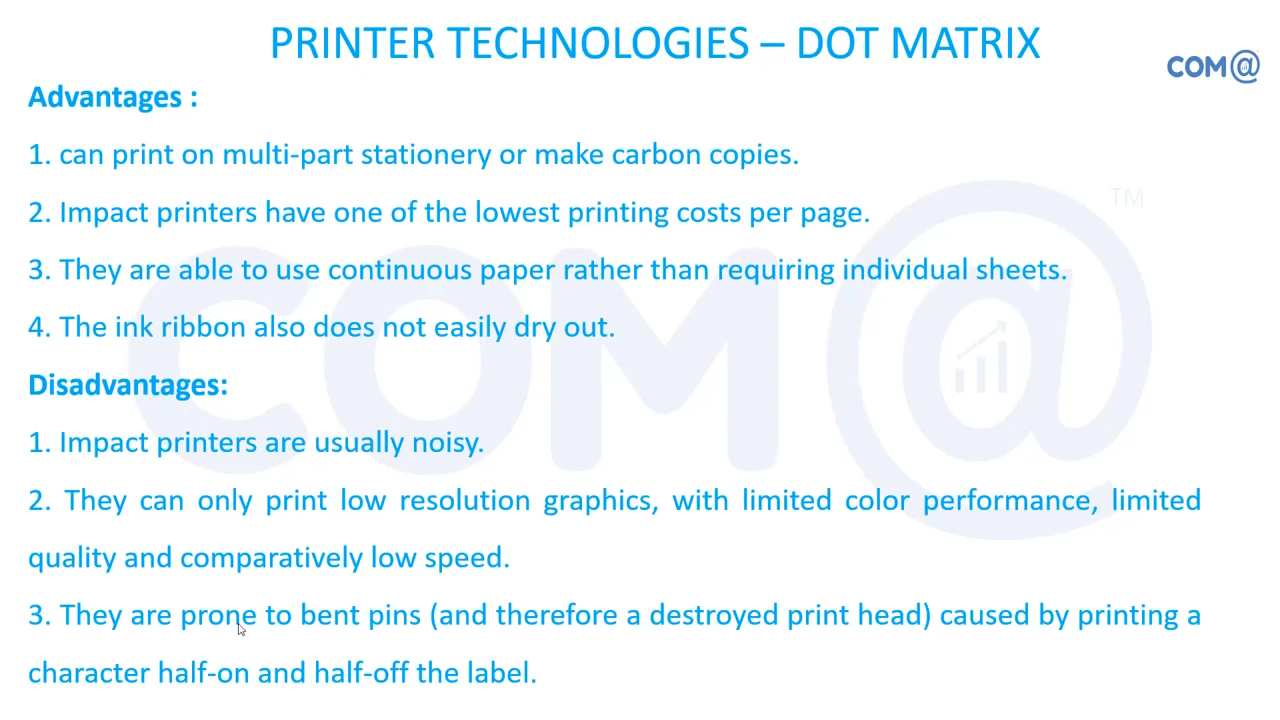 PRINTER TECHNOLOGIES – DOT MATRIX
COM@
Advantages :
1. can print on multi-part stationery or make carbon copies.
TM
2. Impact printers have one of the lowest printing costs per page.
3. They are able to use continuous paper rather than requiring individual sheets.
4. The ink ribbon also does not easily dry out.
COM@
Disadvantages:
1. Impact printers are usually noisy.
2. They can only print low resolution graphics, with limited color performance, limited
quality and comparatively low speed.
3. They are prone to bent pins (and therefore a destroyed print head) caused by printing a
character half-on and half-off the label.